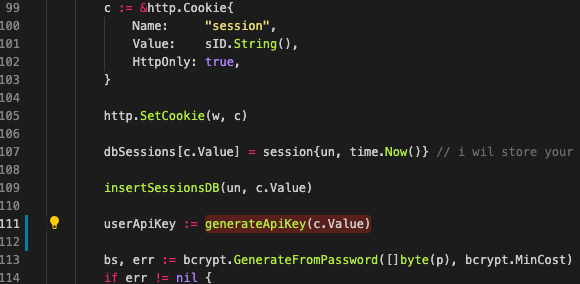 99 c := &http.Cookie{
100 Name: "session",
101 Value: sID.String(),
102 HttpOnly: true,
103 }
104
105 http.SetCookie(w, c)
106
107 dbSessions[c.Value] = session{un, time.Now()} // i wil store your
108
109 insertSessionsDB(un, c.Value)
110
111 userApiKey := generateApiKey(c.Value)
112
113 bs, err := bcrypt.GenerateFromPassword([]byte(p), bcrypt.MinCost)
114 if err != nil {